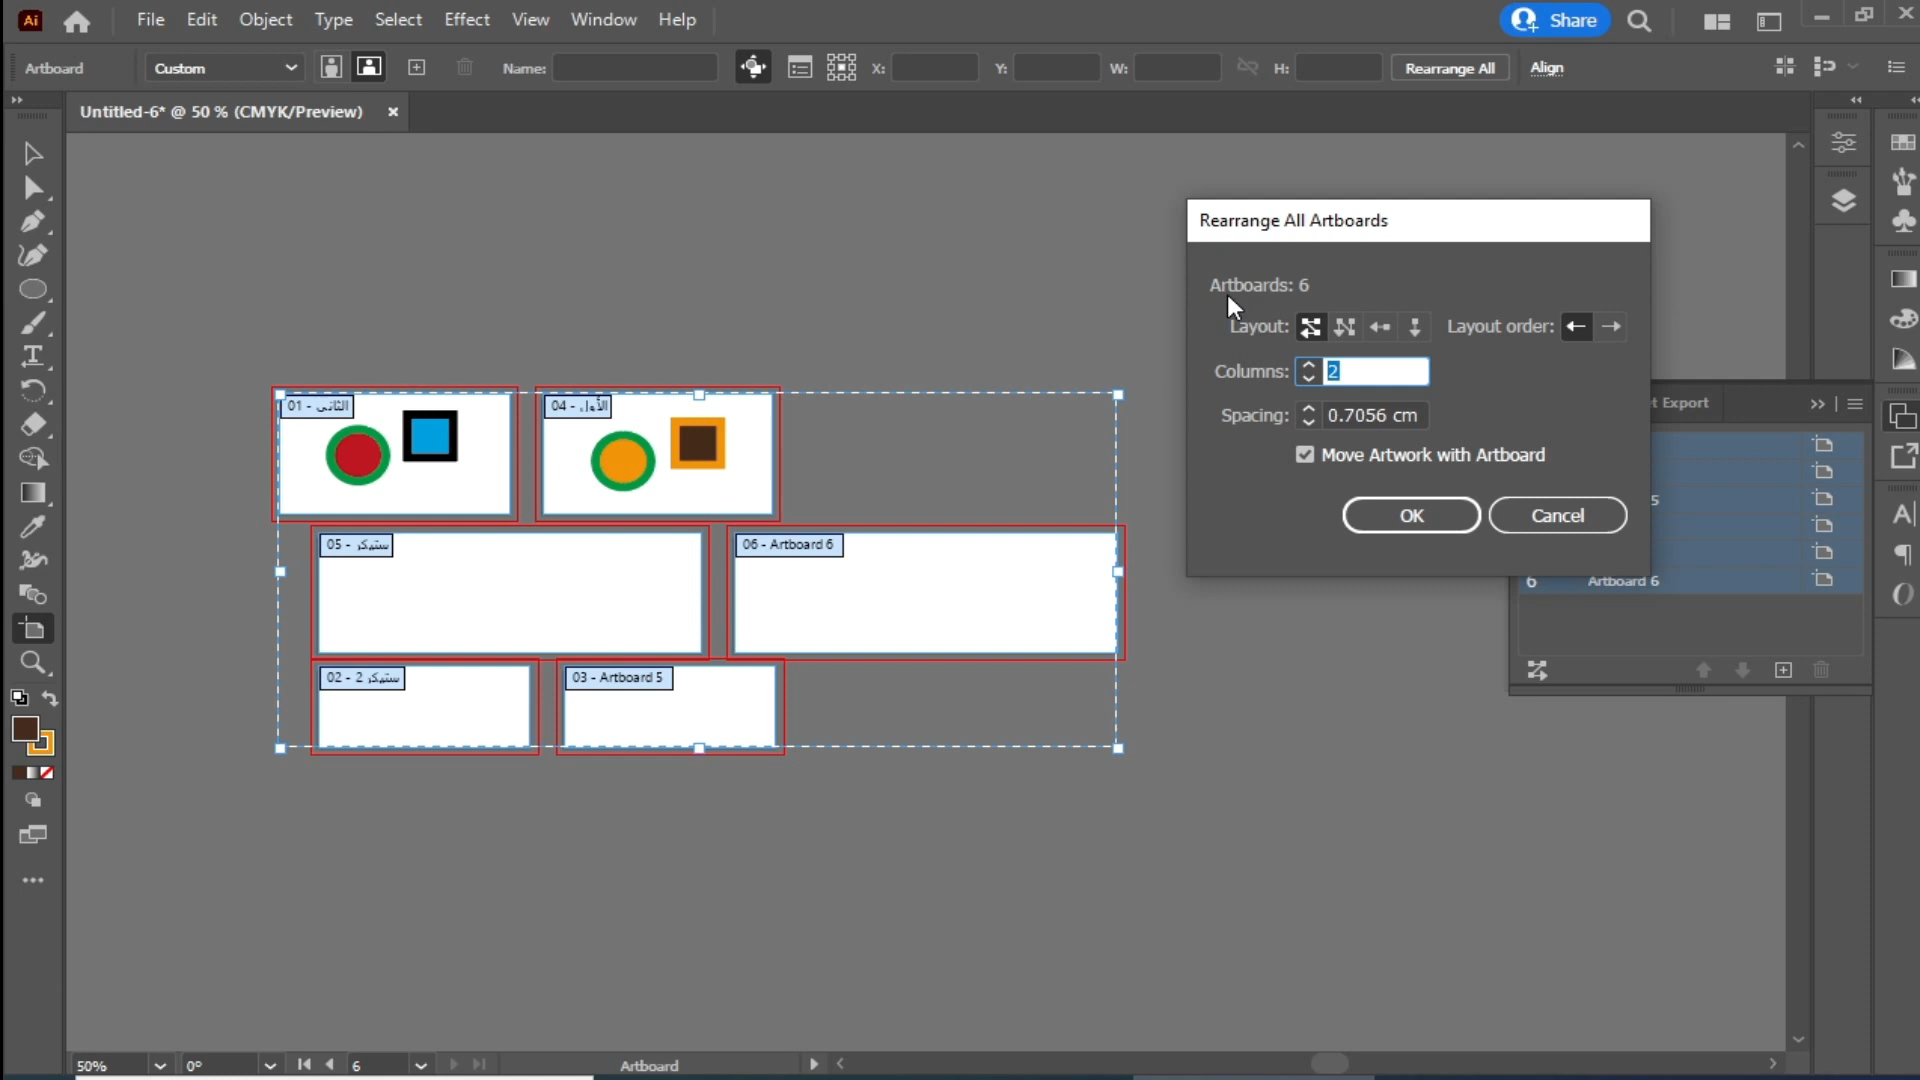 Ai File Edit Object Type Select Effect View Window Help Share
Artboard Custom Name: X: Y: W: H: Rearrange All Align
Untitled-6* @ 50 % (CMYK/Preview)
Rearrange All Artboards
Artboards: 6
Layout: Layout order:
Columns: 2
Spacing: 0.7056 cm
Move Artwork with Artboard
OK Cancel
t Export
5
6 Artboard 6
01 - الثاني
04 - الأول
05 - ستيكر
06 - Artboard 6
02 - ستيكر 2
03 - Artboard 5
50% 0° 6 Artboard